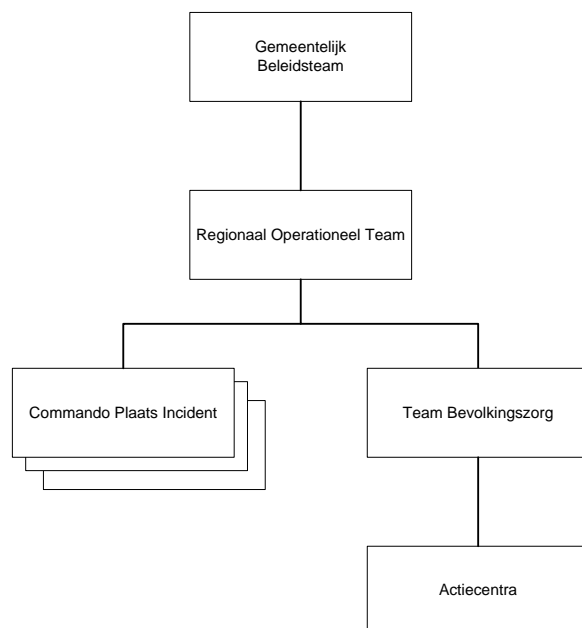 Gemeentelijk
Beleidsteam
Regionaal Operationeel Team
Commando Plaats Incident
Team Bevolkingszorg
Actiecentra